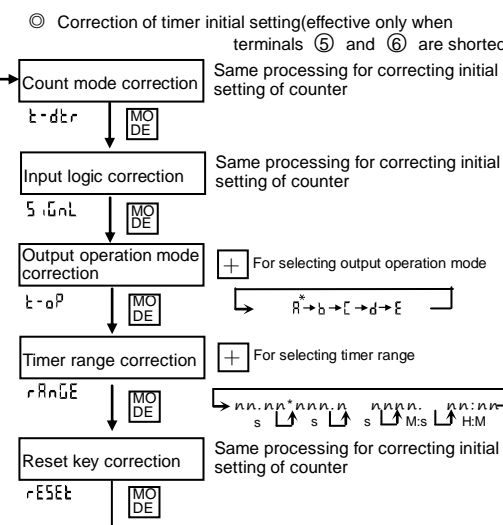 ◎ Correction of timer initial setting(effective only when
terminals ⑤ and ⑥ are shorted
Count mode correction
Same processing for correcting initial
setting of counter
t-dtr
MO
DE
Input logic correction
Same processing for correcting initial
setting of counter
SiGnL
MO
DE
Output operation mode
correction
+ For selecting output operation mode
t-oP
MO
DE
A*→b→C→d→E
Timer range correction
+ For selecting timer range
rAnGE
MO
DE
nn.nn* nnn.n nnnn. nn:nn
s s s M:s H:M
Reset key correction
Same processing for correcting initial
setting of counter
rESEt
MO
DE